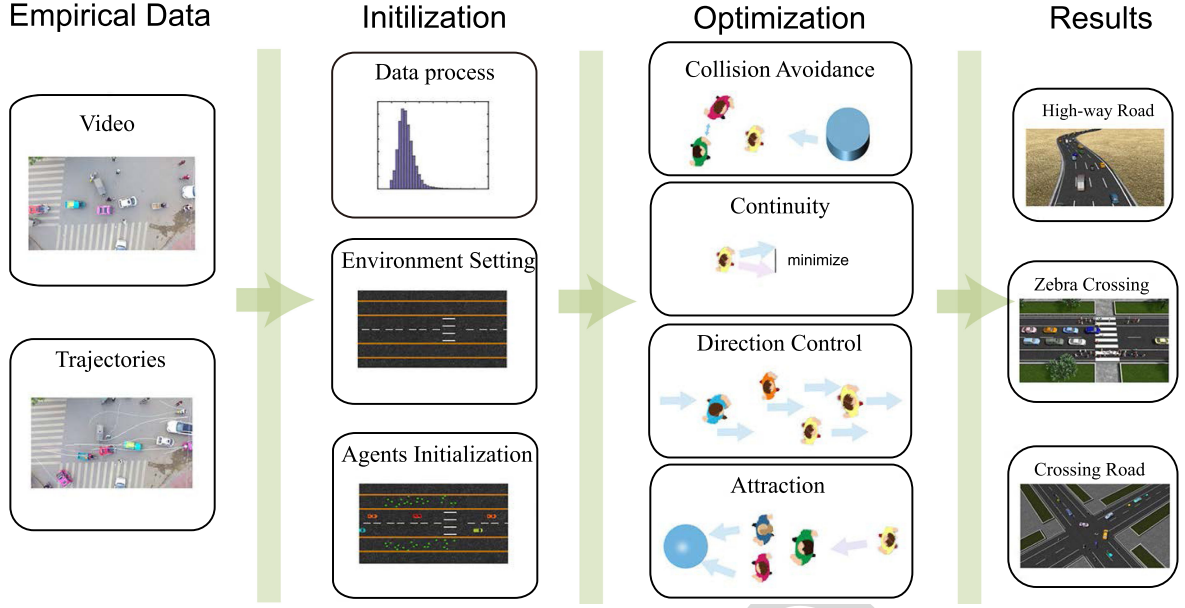 Empirical Data
Initilization
Optimization
Results
Video
Trajectories
Data process
Environment Setting
Agents Initialization
Collision Avoidance
Continuity
minimize
Direction Control
Attraction
High-way Road
Zebra Crossing
Crossing Road